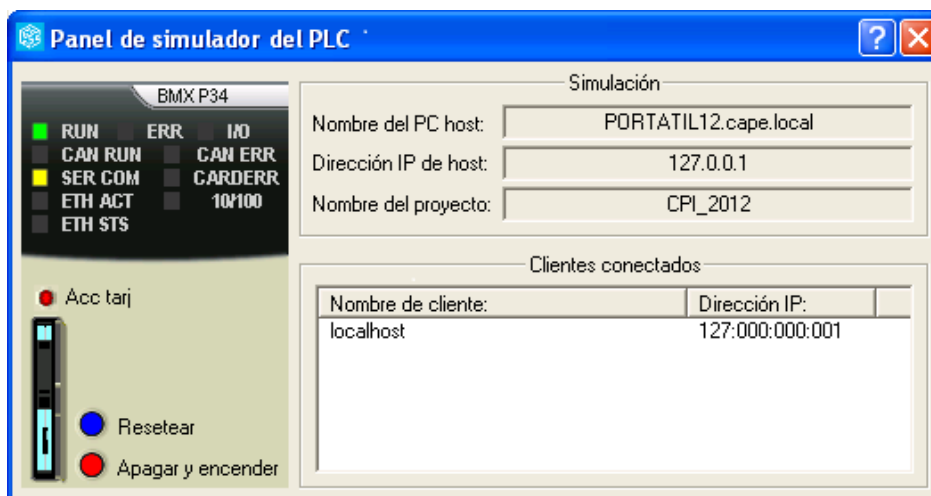 Panel de simulador del PLC
BMX P34
RUN ERR I/O
CAN RUN CAN ERR
SER COM CARDERR
ETH ACT 10/100
ETH STS
Acc tarj
Resetear
Apagar y encender
Simulación
Nombre del PC host: PORTATIL12.cape.local
Dirección IP de host: 127.0.0.1
Nombre del proyecto: CPI_2012
Clientes conectados
Nombre de cliente: Dirección IP:
localhost 127:000:000:001